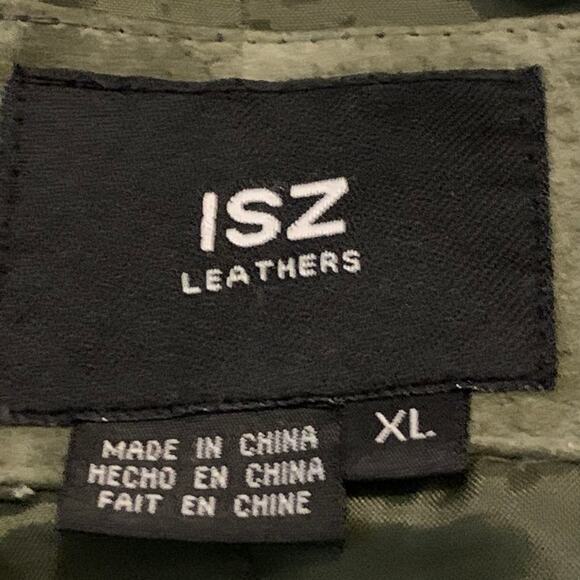 ISZ
LEATHERS
XL
MADE IN CHINA
HECHO EN CHINA
FAIT EN CHINE